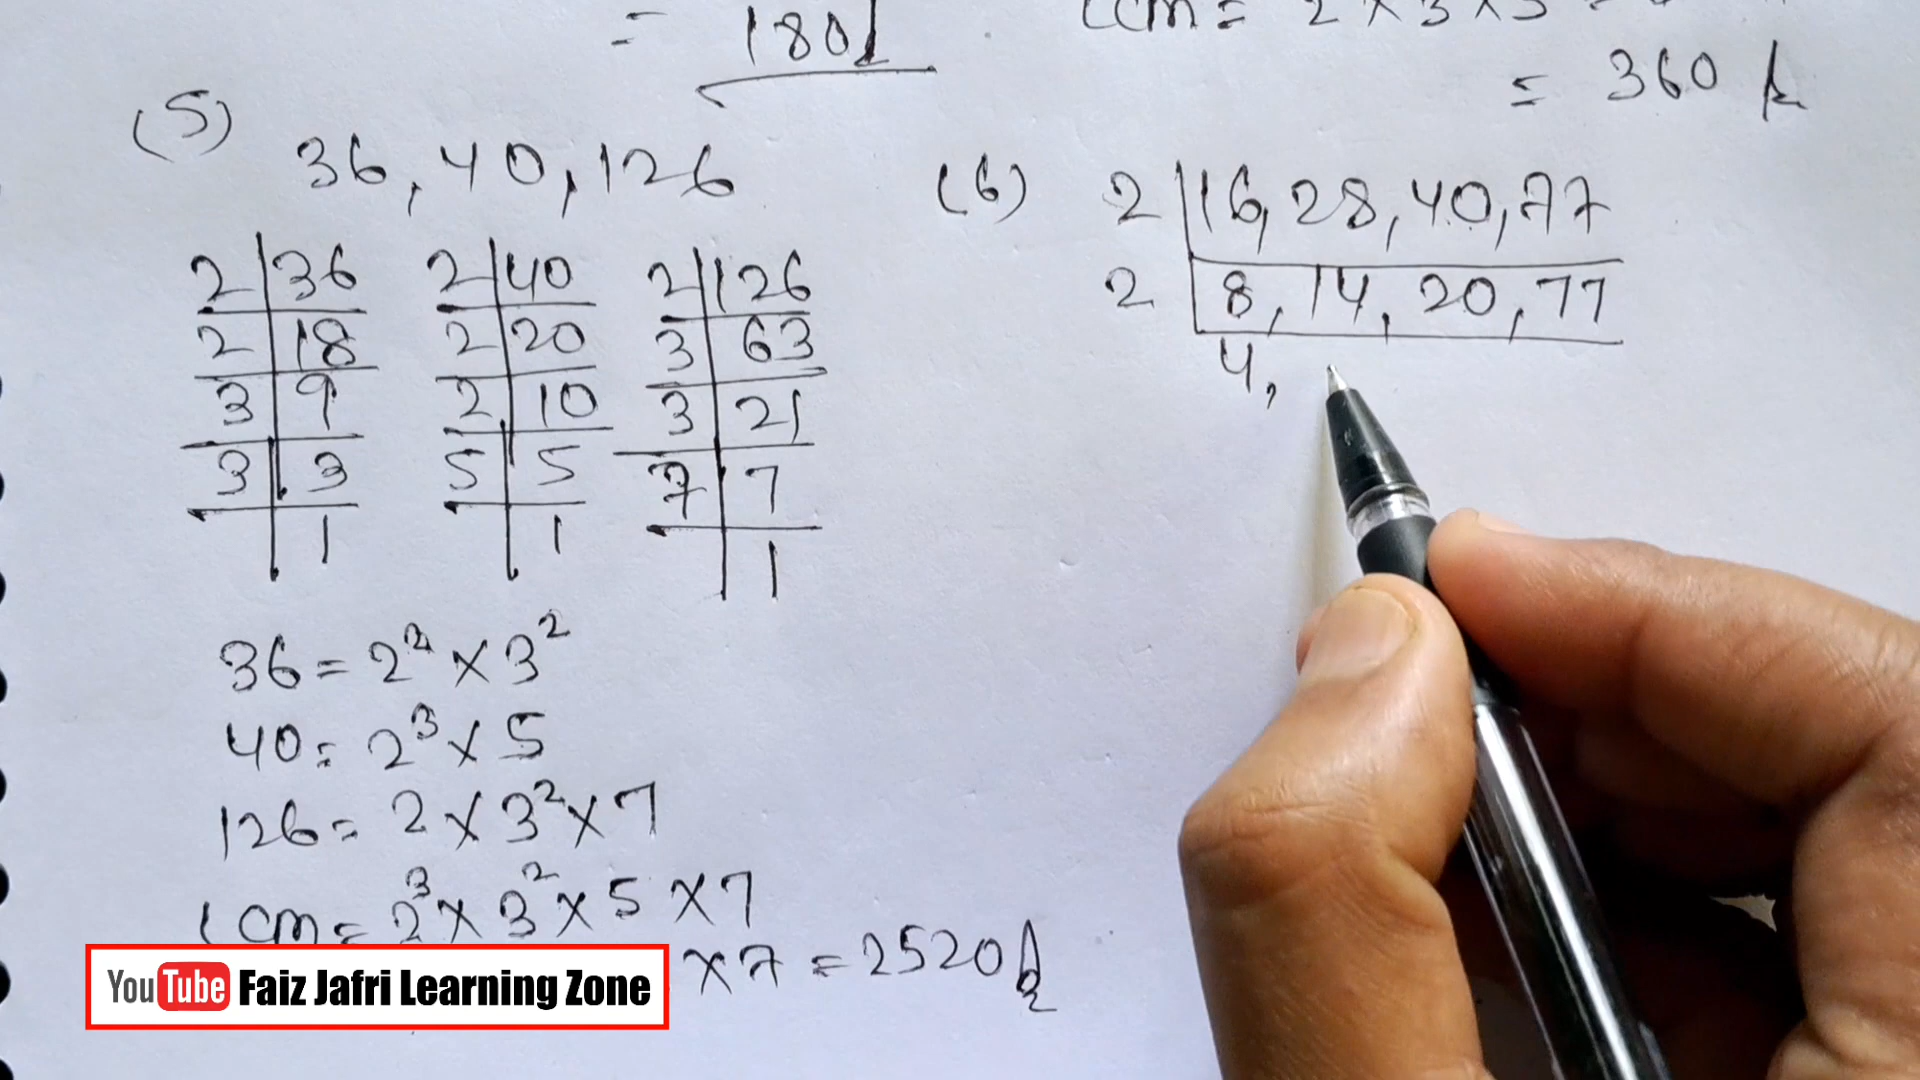 = 180
LCM = 2 × 3 × 5
= 360
(5)
36, 40, 126
2 | 36
2 | 18
3 | 9
3 | 3
1
2 | 40
2 | 20
2 | 10
5 | 5
1
2 | 126
3 | 63
3 | 21
7 | 7
1
36 = 2² × 3²
40 = 2³ × 5
126 = 2 × 3² × 7
LCM = 2³ × 3² × 5 × 7
× 7 = 2520
(6)
2 | 16, 28, 40, 77
2 | 8, 14, 20, 77
4,
YouTube Faiz Jafri Learning Zone